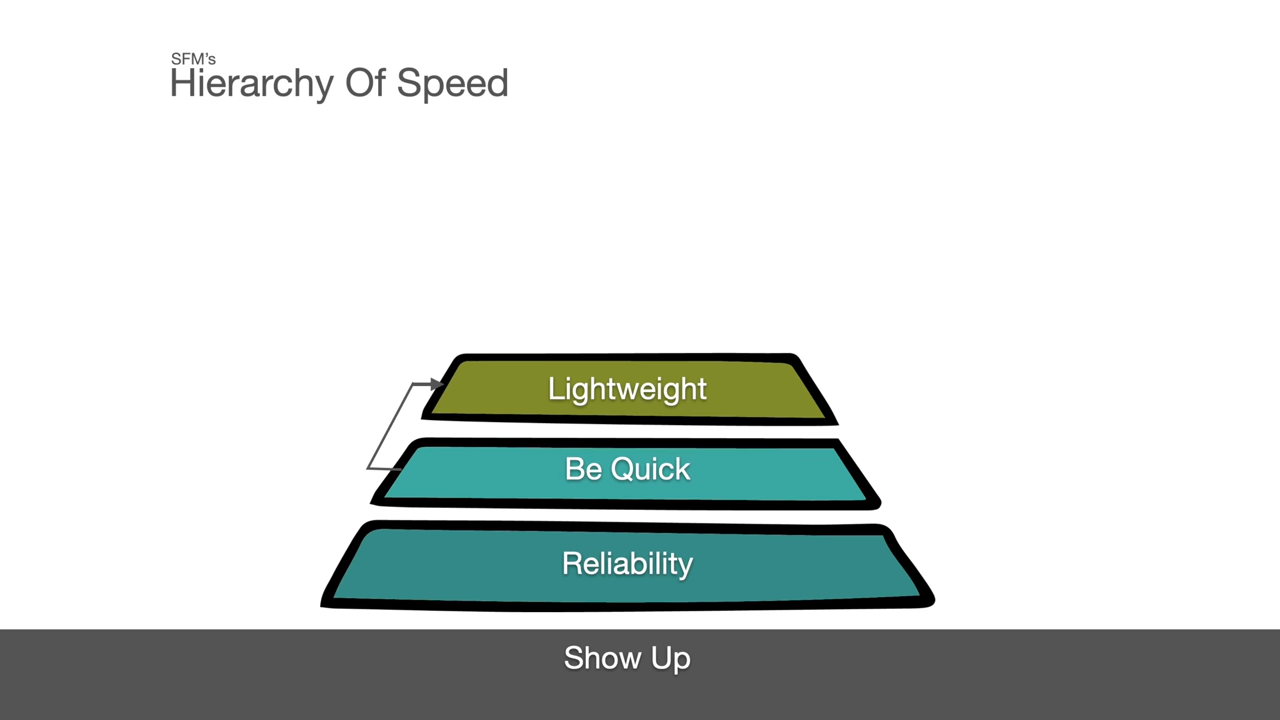 SFM's
Hierarchy Of Speed
Lightweight
Be Quick
Reliability
Show Up